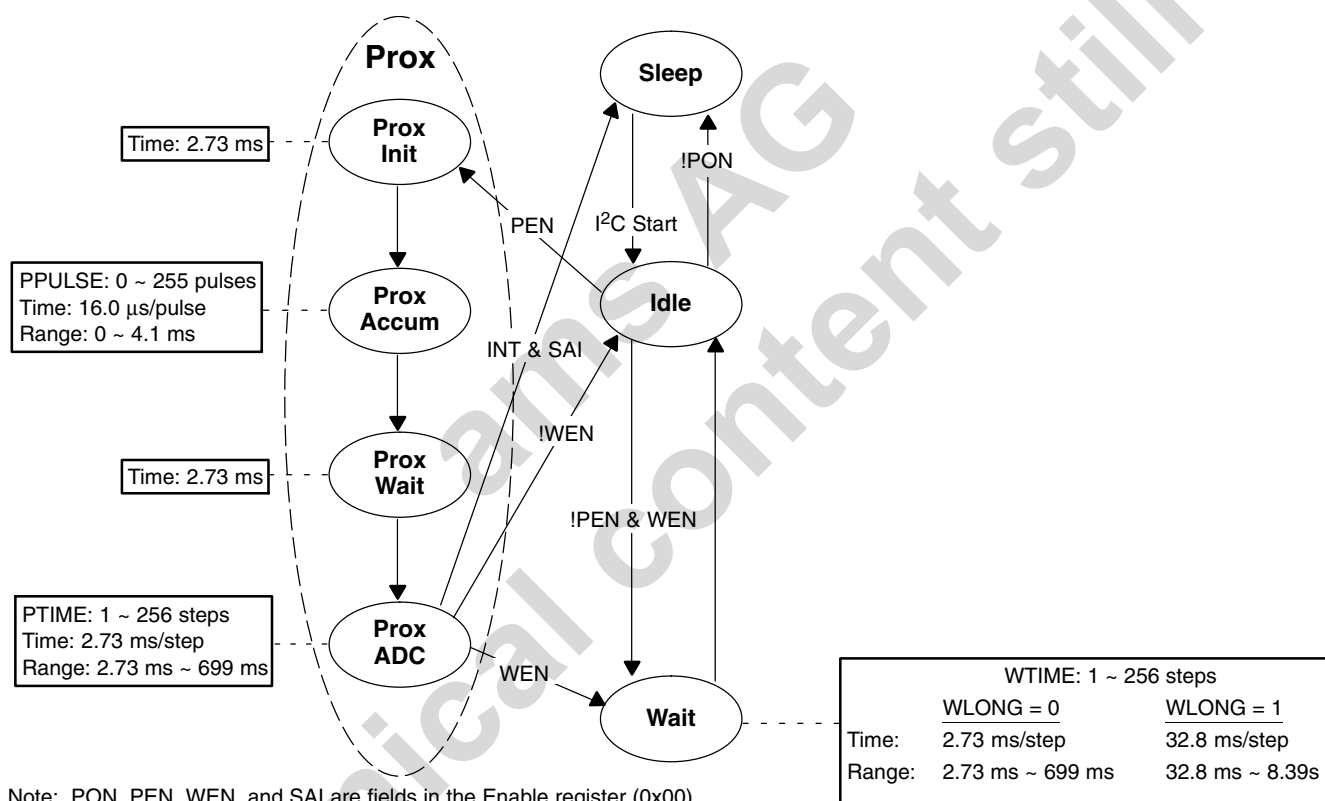 Prox
Sleep
Prox
Init
Time: 2.73 ms
!PON
PEN
I²C Start
PPULSE: 0 ~ 255 pulses
Time: 16.0 μs/pulse
Range: 0 ~ 4.1 ms
Prox
Accum
Idle
INT & SAI
!WEN
Prox
Wait
Time: 2.73 ms
!PEN & WEN
PTIME: 1 ~ 256 steps
Time: 2.73 ms/step
Range: 2.73 ms ~ 699 ms
Prox
ADC
WEN
Wait
WTIME: 1 ~ 256 steps
WLONG = 0 WLONG = 1
Time: 2.73 ms/step 32.8 ms/step
Range: 2.73 ms ~ 699 ms 32.8 ms ~ 8.39s
Note: PON, PEN, WEN, and SAI are fields in the Enable register (0x00)
ams AG
content still